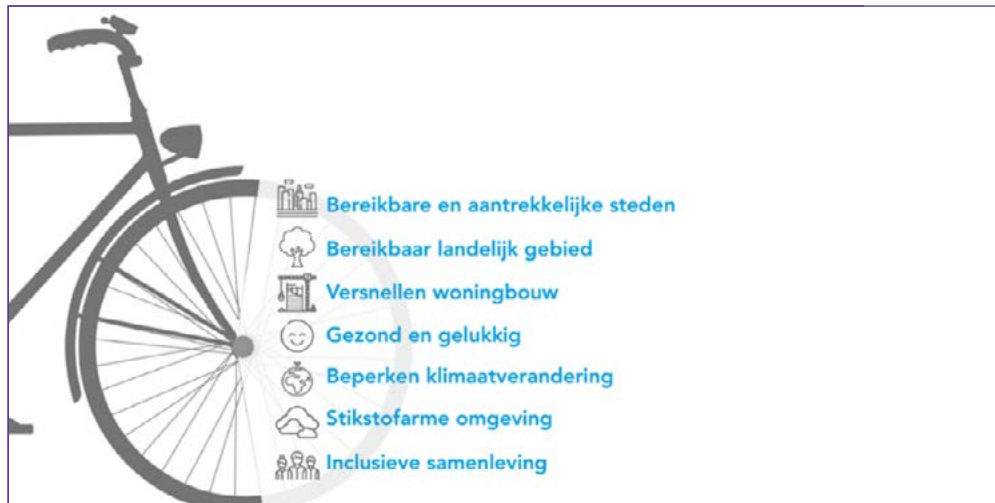 Bereikbare en aantrekkelijke steden
Bereikbaar landelijk gebied
Versnellen woningbouw
Gezond en gelukkig
Beperken klimaatverandering
Stikstofarme omgeving
Inclusieve samenleving